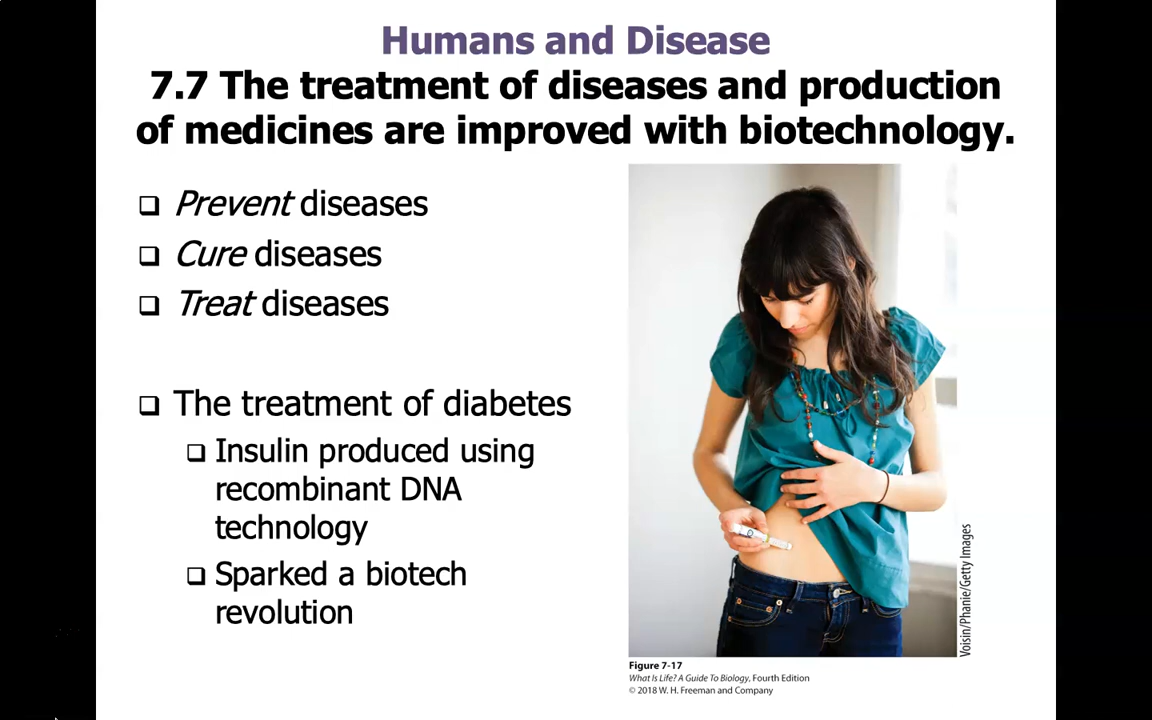 Humans and Disease
7.7 The treatment of diseases and production
of medicines are improved with biotechnology.
Prevent diseases
Cure diseases
Treat diseases
The treatment of diabetes
Insulin produced using
recombinant DNA
technology
Sparked a biotech
revolution
Voisin/Phanie/Getty Images
Figure 7-17
What Is Life? A Guide To Biology, Fourth Edition
© 2018 W. H. Freeman and Company